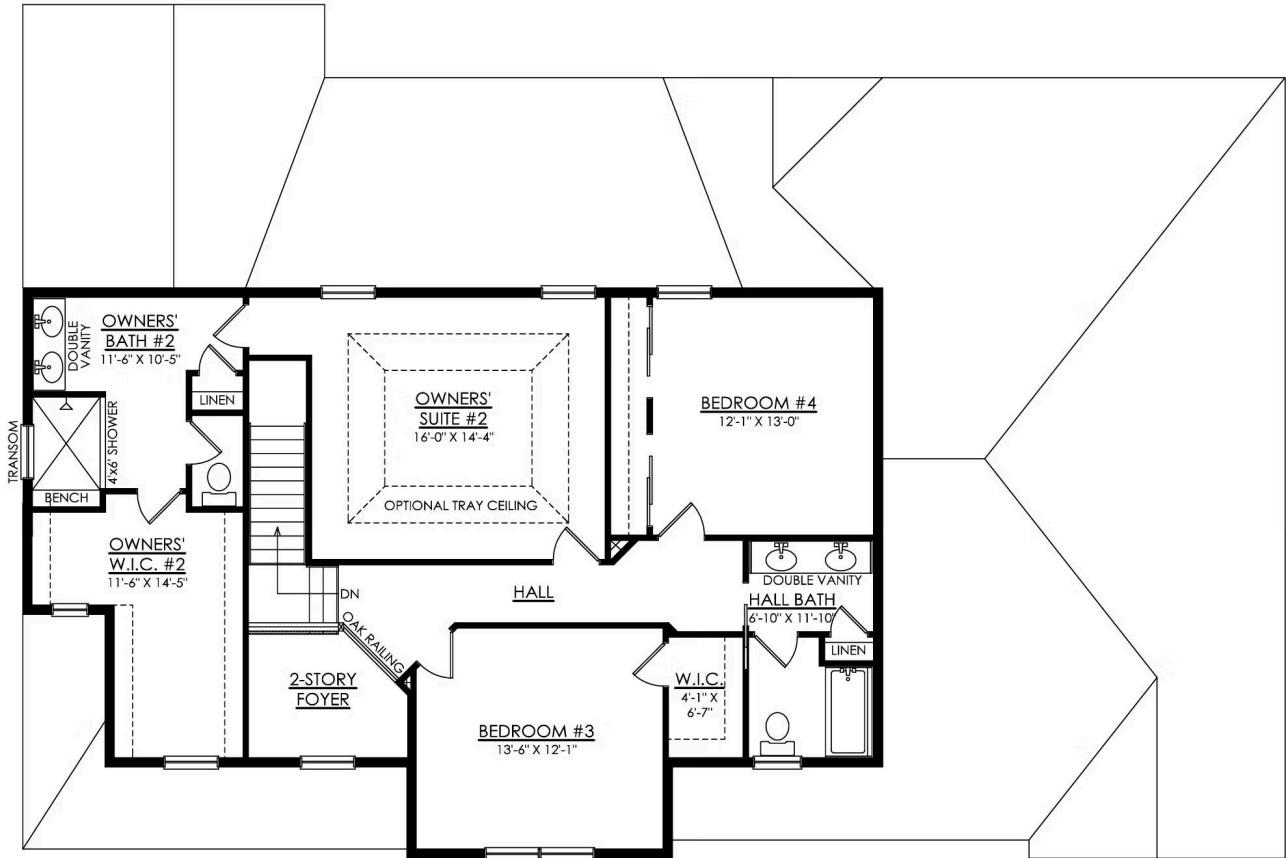 OWNERS'
BATH #2
11'-6" X 10'-5"
DOUBLE
VANITY
LINEN
TRANSOM
4'x6' SHOWER
BENCH
OWNERS'
SUITE #2
16'-0" X 14'-4"
OPTIONAL TRAY CEILING
BEDROOM #4
12'-1" X 13'-0"
OWNERS'
W.I.C. #2
11'-6" X 14'-5"
DN
HALL
OAK RAILING
DOUBLE VANITY
HALL BATH
6'-10" X 11'-10"
LINEN
2-STORY
FOYER
BEDROOM #3
13'-6" X 12'-1"
W.I.C.
4'-1" X
6'-7"